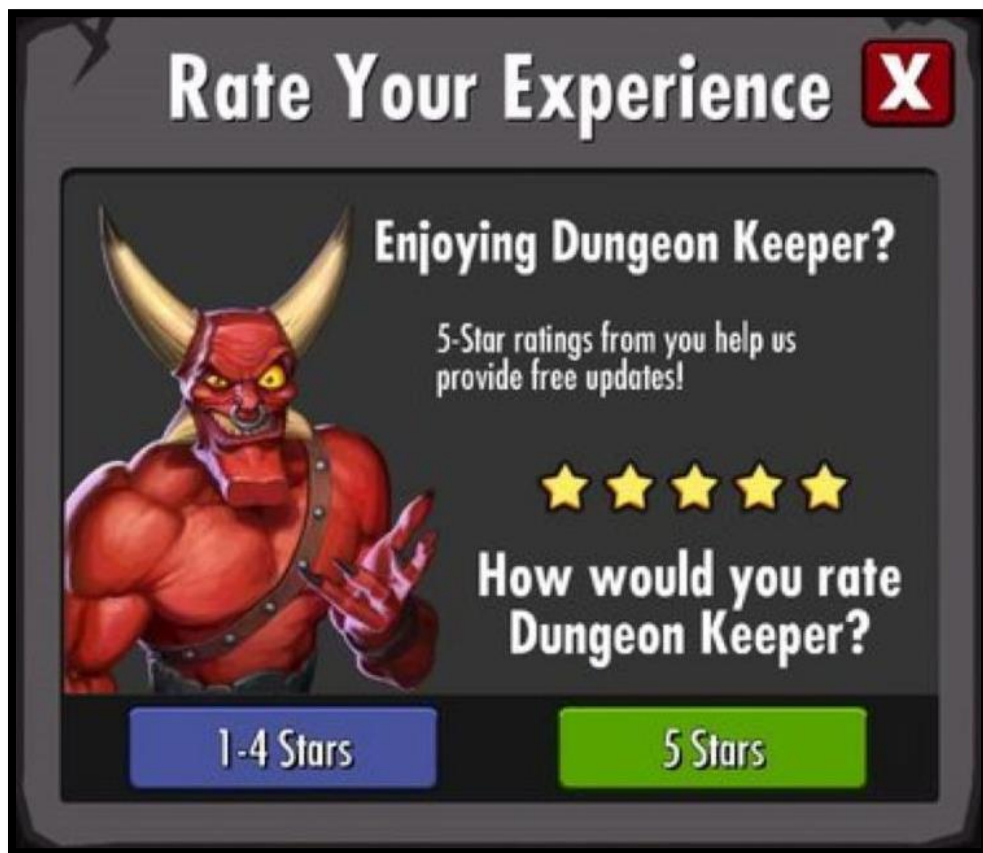 Rate Your Experience
X
Enjoying Dungeon Keeper?
5-Star ratings from you help us
provide free updates!
How would you rate
Dungeon Keeper?
1-4 Stars
5 Stars